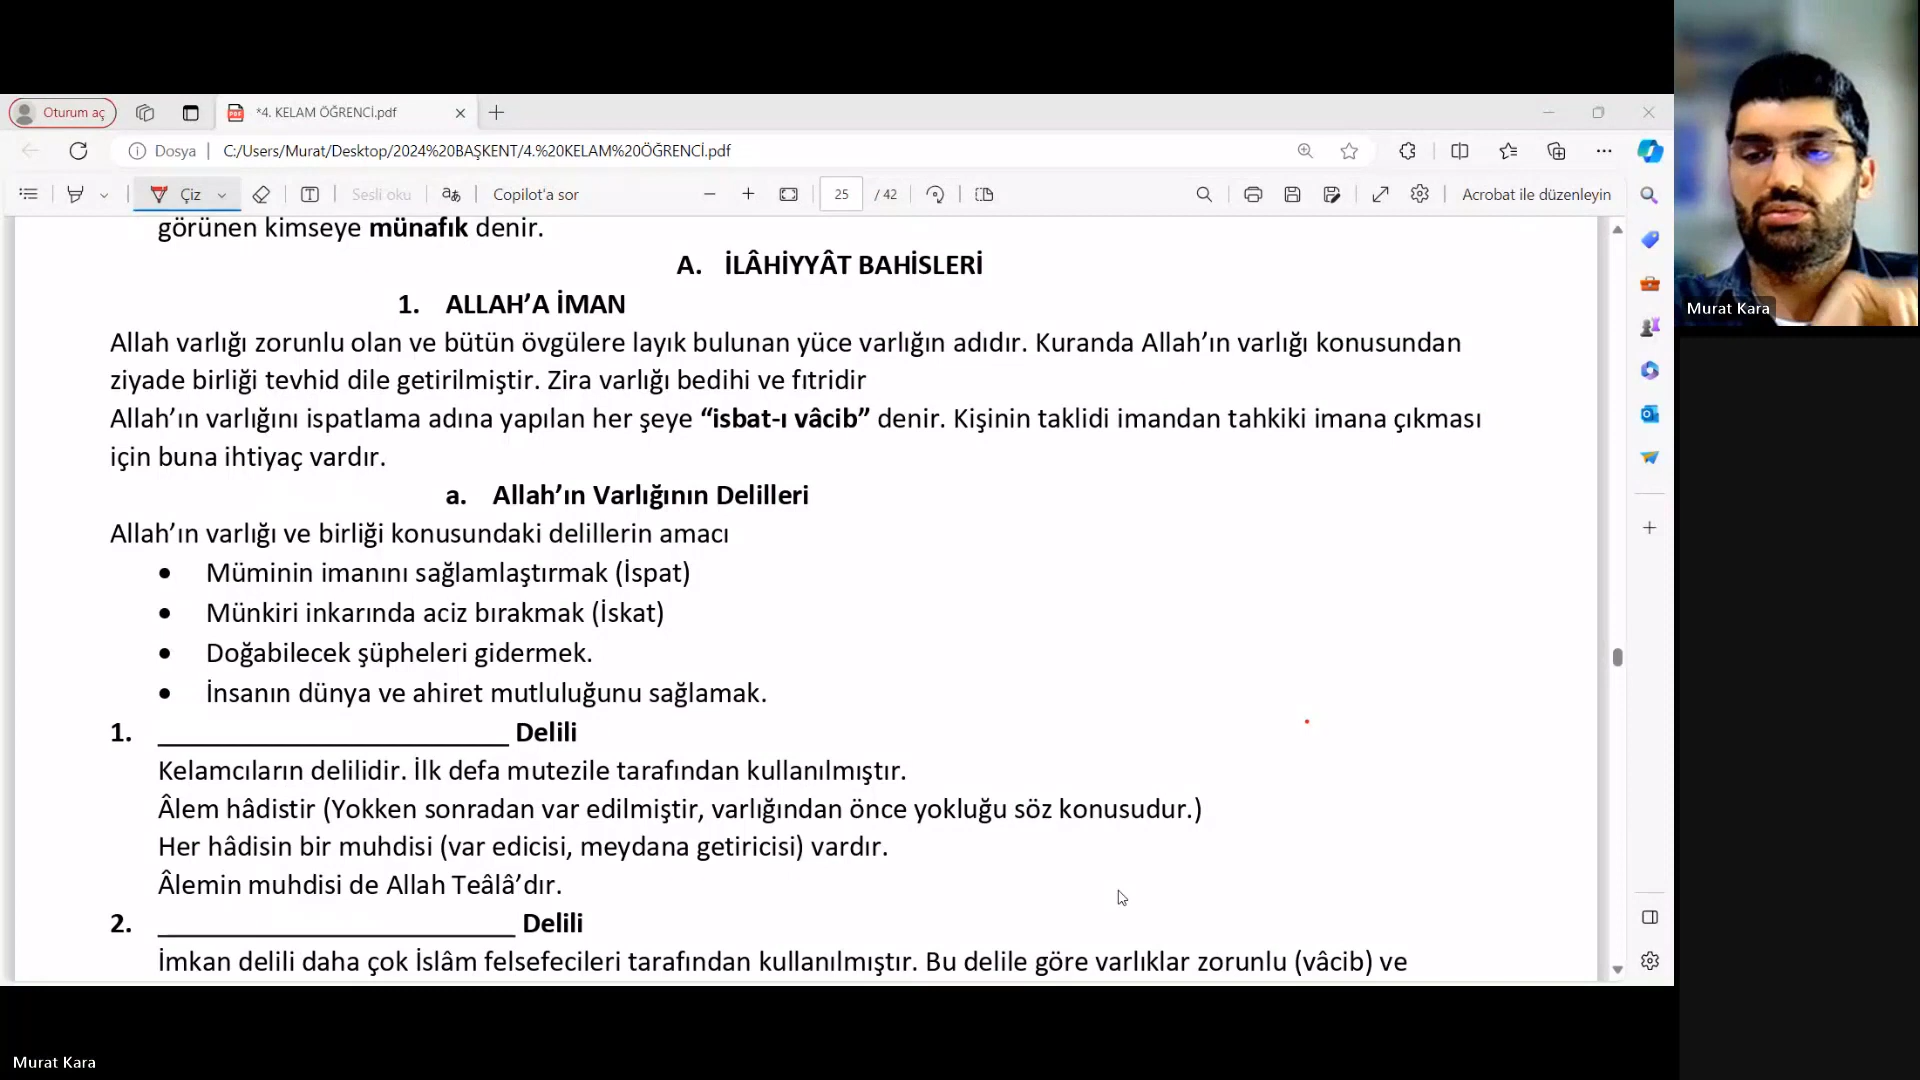 Oturum aç
*4. KELAM ÖĞRENCİ.pdf
Dosya
C:/Users/Murat/Desktop/2024%20BAŞKENT/4.%20KELAM%20ÖĞRENCİ.pdf
Çiz
Sesli oku
aあ
Copilot'a sor
25 / 42
Acrobat ile düzenleyin
görünen kimseye münafık denir.
A. İLÂHİYYÂT BAHİSLERİ
1. ALLAH’A İMAN
Allah varlığı zorunlu olan ve bütün övgülere layık bulunan yüce varlığın adıdır. Kuranda Allah’ın varlığı konusundan
ziyade birliği tevhid dile getirilmiştir. Zira varlığı bedihi ve fıtridir
Allah’ın varlığını ispatlama adına yapılan her şeye “isbat-ı vâcib” denir. Kişinin taklidi imandan tahkiki imana çıkması
için buna ihtiyaç vardır.
a. Allah’ın Varlığının Delilleri
Allah’ın varlığı ve birliği konusundaki delillerin amacı
• Müminin imanını sağlamlaştırmak (İspat)
• Münkiri inkarında aciz bırakmak (İskat)
• Doğabilecek şüpheleri gidermek.
• İnsanın dünya ve ahiret mutluluğunu sağlamak.
1. _________________________ Delili
Kelamcıların delilidir. İlk defa mutezile tarafından kullanılmıştır.
Âlem hâdistir (Yokken sonradan var edilmiştir, varlığından önce yokluğu söz konusudur.)
Her hâdisin bir muhdisi (var edicisi, meydana getiricisi) vardır.
Âlemin muhdisi de Allah Teâlâ’dır.
2. _________________________ Delili
İmkan delili daha çok İslâm felsefecileri tarafından kullanılmıştır. Bu delile göre varlıklar zorunlu (vâcib) ve
Murat Kara
Murat Kara